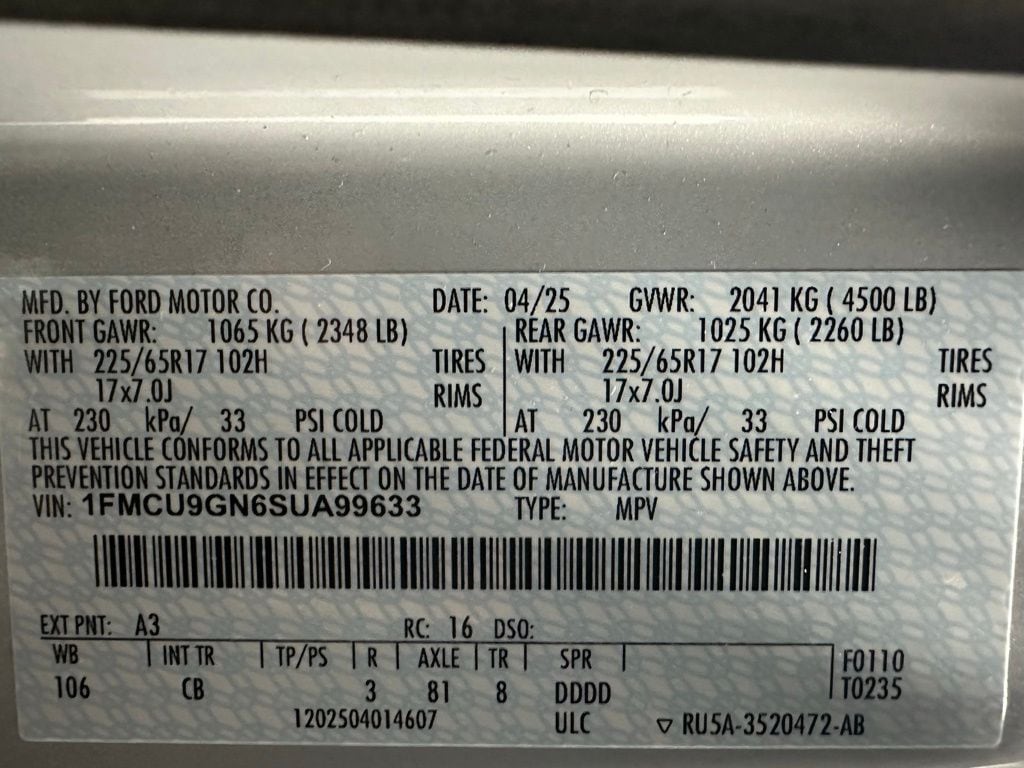 MFD. BY FORD MOTOR CO. DATE: 04/25 GVWR: 2041 KG ( 4500 LB)
FRONT GAWR: 1065 KG ( 2348 LB) REAR GAWR: 1025 KG ( 2260 LB)
WITH 225/65R17 102H TIRES WITH 225/65R17 102H TIRES
17x7.0J RIMS 17x7.0J RIMS
AT 230 kPa/ 33 PSI COLD AT 230 kPa/ 33 PSI COLD
THIS VEHICLE CONFORMS TO ALL APPLICABLE FEDERAL MOTOR VEHICLE SAFETY AND THEFT
PREVENTION STANDARDS IN EFFECT ON THE DATE OF MANUFACTURE SHOWN ABOVE.
VIN: 1FMCU9GN6SUA99633 TYPE: MPV
EXT PNT: A3 RC: 16 DSO:
WB INT TR TP/PS R AXLE TR SPR F0110
106 CB 3 81 8 DDDD T0235
1202504014607 ULC ▽ RU5A-3520472-AB